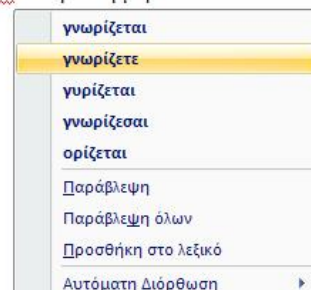 γνωρίζεται
γνωρίζετε
γυρίζεται
γνωρίζεσαι
ορίζεται
Παράβλεψη
Παράβλεψη όλων
Προσθήκη στο λεξικό
Αυτόματη Διόρθωση